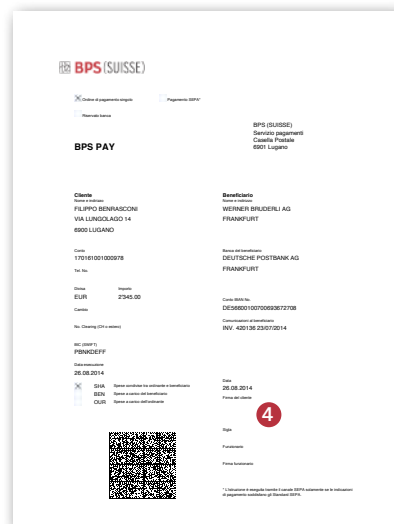 BPS (SUISSE)
Ordine di pagamento singolo
Pagamento SEPA*
Riservato banca
BPS (SUISSE)
Servizio pagamenti
Casella Postale
6901 Lugano
BPS PAY
Cliente
Nome e indirizzo
FILIPPO BENRASCONI
VIA LUNGOLAGO 14
6900 LUGANO
Beneficiario
Nome e indirizzo
WERNER BRUDERLI AG
FRANKFURT
Conto
170161001000978
Tel. No.
Banca del beneficiario
DEUTSCHE POSTBANK AG
FRANKFURT
Divisa Importo
EUR 2'345.00
Cambio
Conto IBAN No.
DE56600100700693672708
No. Clearing (CH o estero)
Comunicazioni al beneficiario
INV. 420136 23/07/2014
BIC (SWIFT)
PBNKDEFF
Data esecuzione
26.08.2014
Data
26.08.2014
SHA Spese condivise tra ordinante e beneficiario
BEN Spese a carico del beneficiario
OUR Spese a carico dell'ordinante
Firma del cliente
4
Sigla
Funzionario
Firma funzionario
* L'istruzione è eseguita tramite il canale SEPA solamente se le indicazioni
di pagamento soddisfano gli Standard SEPA.